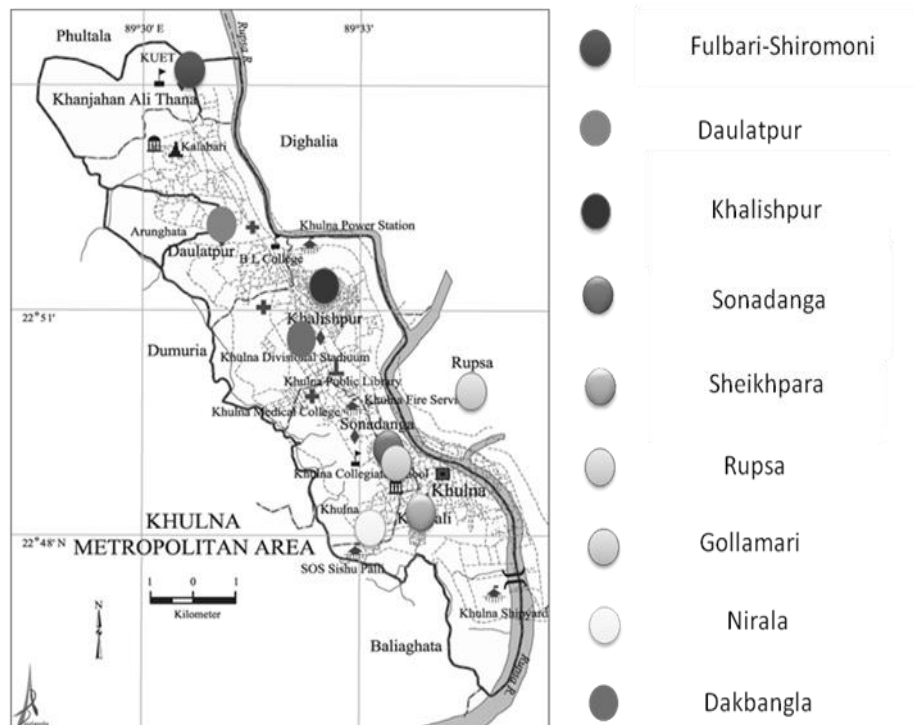 89°30 E
89°33'
Phultala
Rupsa R
KUET
Khanjahan Ali Thana
Kalabari
Dighalia
Arunghata
Daulatpur
Khulna Power Station
B L College
22°51'
Khalishpur
Dumuria
Khulna Divisional Stadiuum
Rupsa
Khulna Public Library
Khulna Fire Servi
Khulna Medical College
Sonadanga
Khulna Collegiate
Khulna
Khulna
KHULNA
METROPOLITAN AREA
22°48' N
SOS Sishu Palli
1 0 1
Kilometer
Khulna Shipyard
N
Baliaghata
Rupsa R.
Fulbari-Shiromoni
Daulatpur
Khalishpur
Sonadanga
Sheikhpara
Rupsa
Gollamari
Nirala
Dakbangla